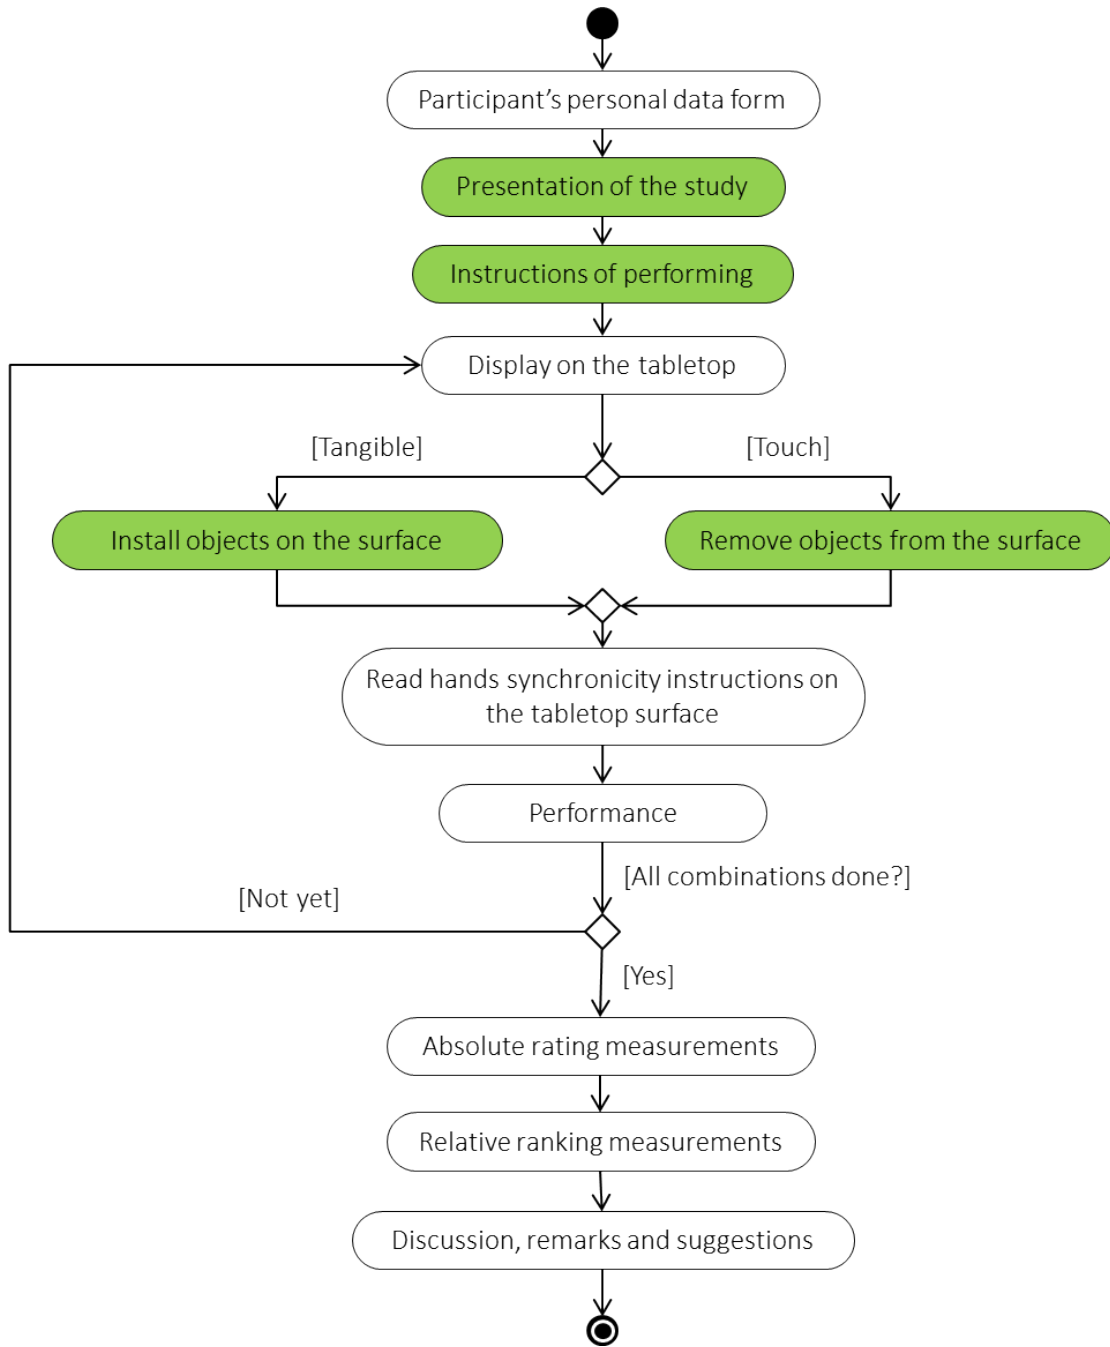 Participant’s personal data form
Presentation of the study
Instructions of performing
Display on the tabletop
[Tangible]
[Touch]
Install objects on the surface
Remove objects from the surface
Read hands synchronicity instructions on
the tabletop surface
Performance
[All combinations done?]
[Not yet]
[Yes]
Absolute rating measurements
Relative ranking measurements
Discussion, remarks and suggestions